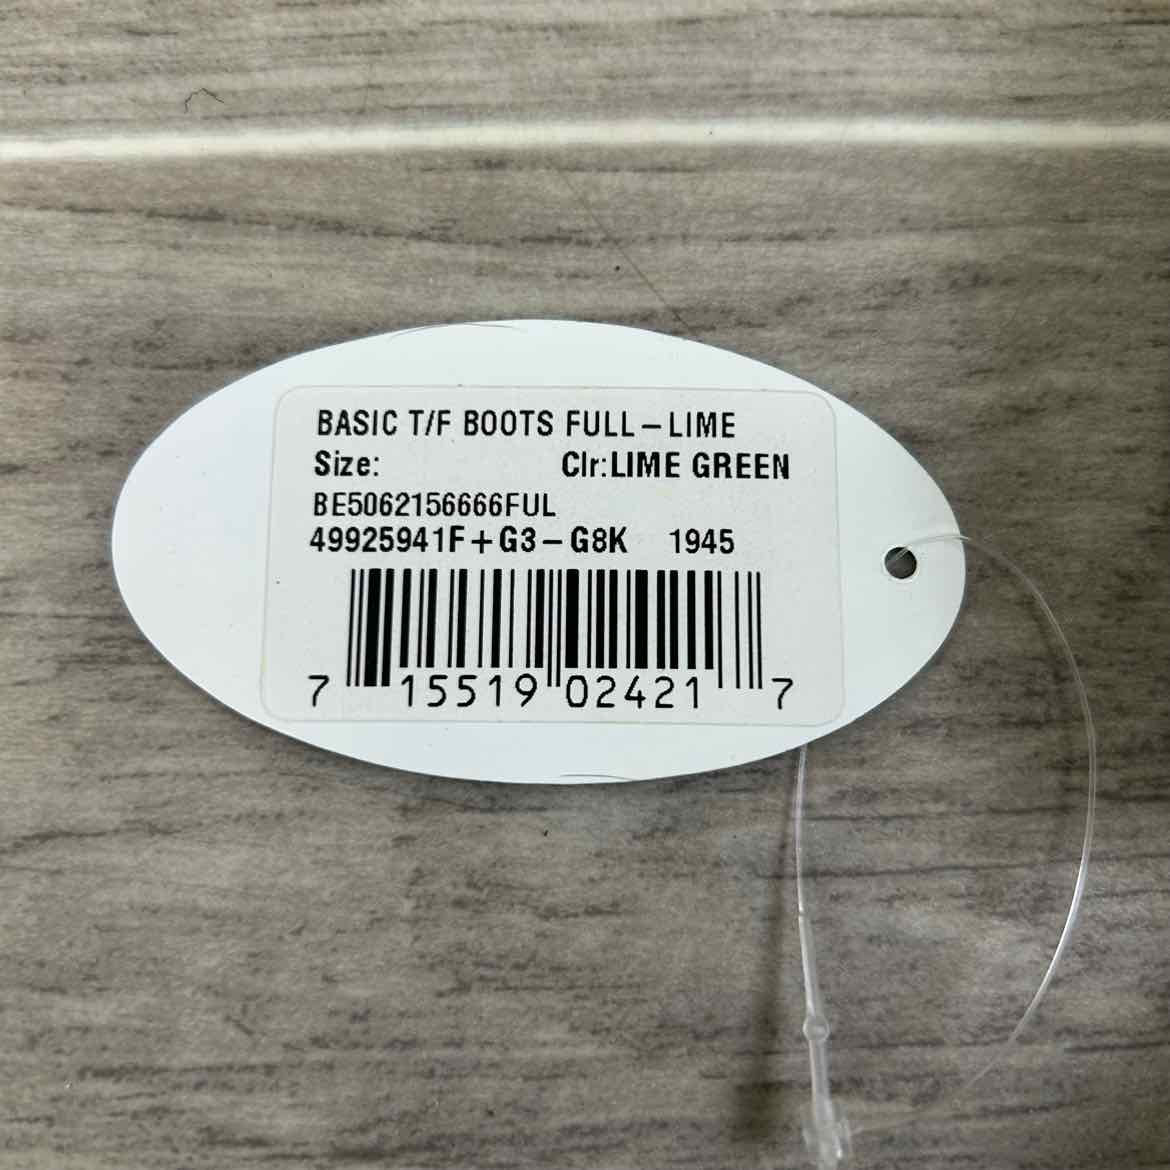 BASIC T/F BOOTS FULL-LIME
Size: Clr:LIME GREEN
BE5062156666FUL
49925941F+G3-G8K 1945
7 15519 02421 7